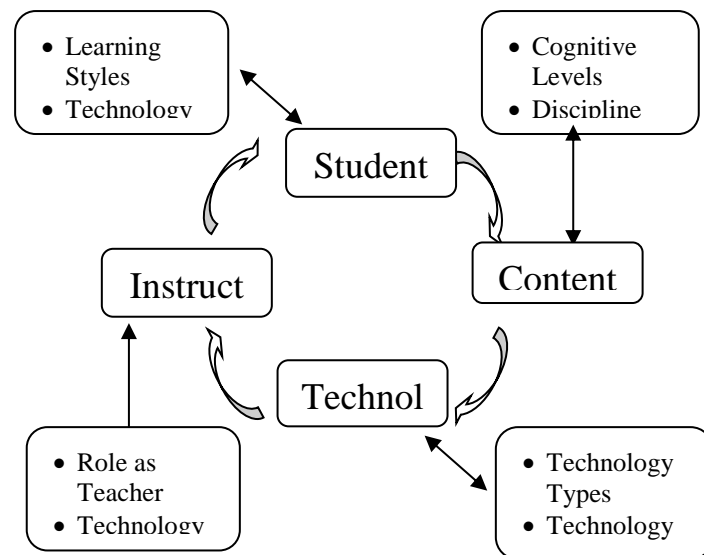 • Learning
Styles
• Technology
• Cognitive
Levels
• Discipline
Student
Instruct
Content
Technol
• Role as
Teacher
• Technology
• Technology
Types
• Technology